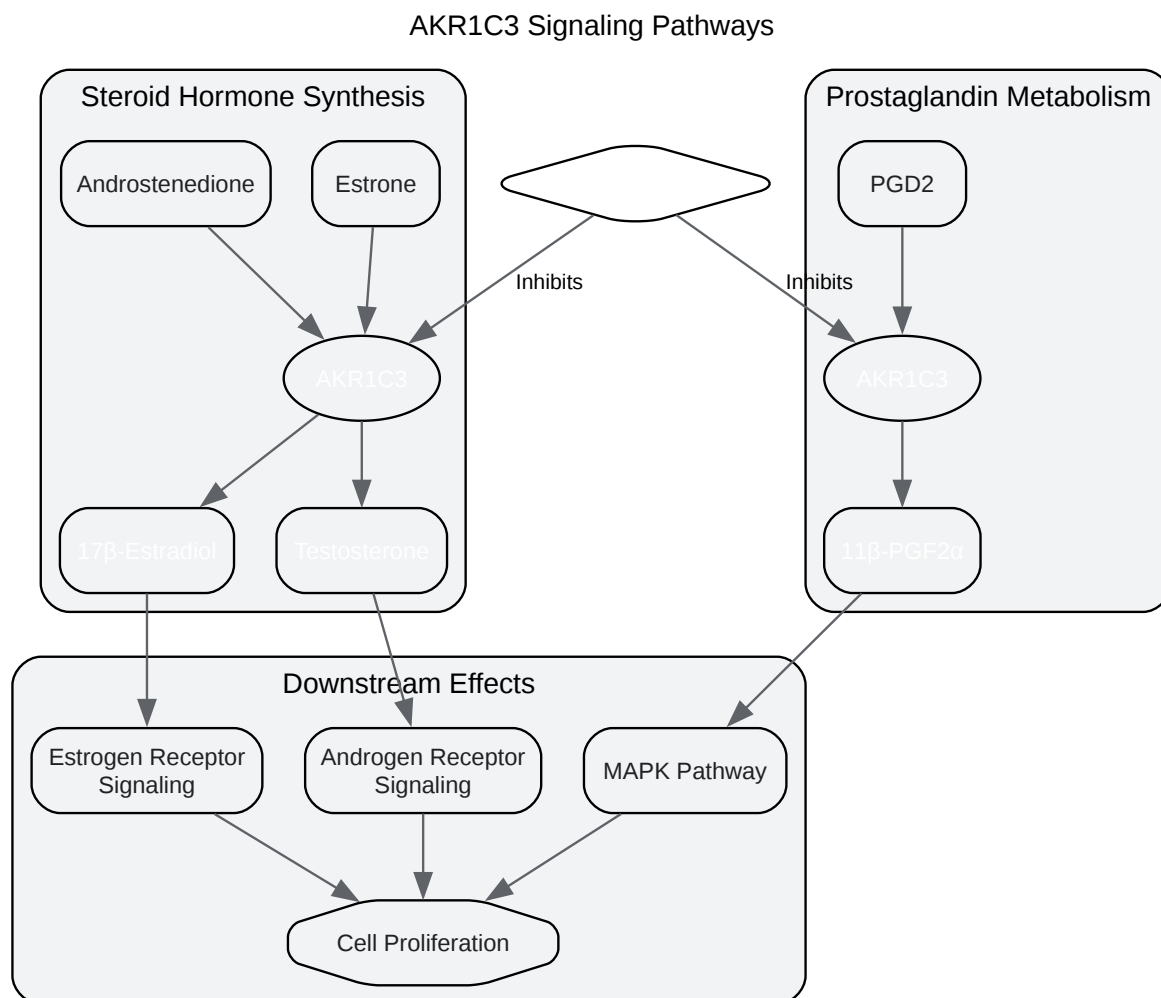 AKR1C3 Signaling Pathways
Steroid Hormone Synthesis
Prostaglandin Metabolism
Androstenedione
Estrone
PGD2
Inhibits
Inhibits
AKR1C3
AKR1C3
17β-Estradiol
Testosterone
11β-PGF2α
Downstream Effects
Estrogen Receptor
Signaling
Androgen Receptor
Signaling
MAPK Pathway
Cell Proliferation